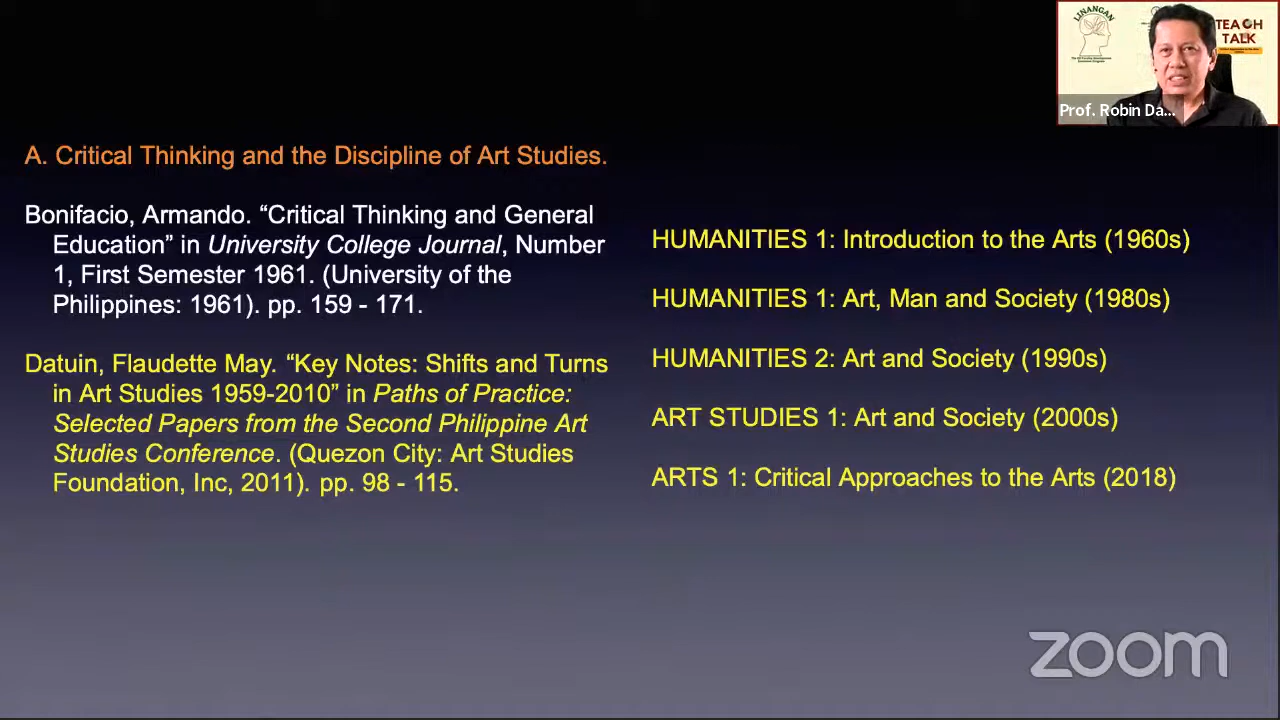 LINANGAN
TEACH
TALK
Prof. Robin Da...
A. Critical Thinking and the Discipline of Art Studies.
Bonifacio, Armando. “Critical Thinking and General
Education” in University College Journal, Number
1, First Semester 1961. (University of the
Philippines: 1961). pp. 159 - 171.
Datuin, Flaudette May. “Key Notes: Shifts and Turns
in Art Studies 1959-2010” in Paths of Practice:
Selected Papers from the Second Philippine Art
Studies Conference. (Quezon City: Art Studies
Foundation, Inc, 2011). pp. 98 - 115.
HUMANITIES 1: Introduction to the Arts (1960s)
HUMANITIES 1: Art, Man and Society (1980s)
HUMANITIES 2: Art and Society (1990s)
ART STUDIES 1: Art and Society (2000s)
ARTS 1: Critical Approaches to the Arts (2018)
zoom